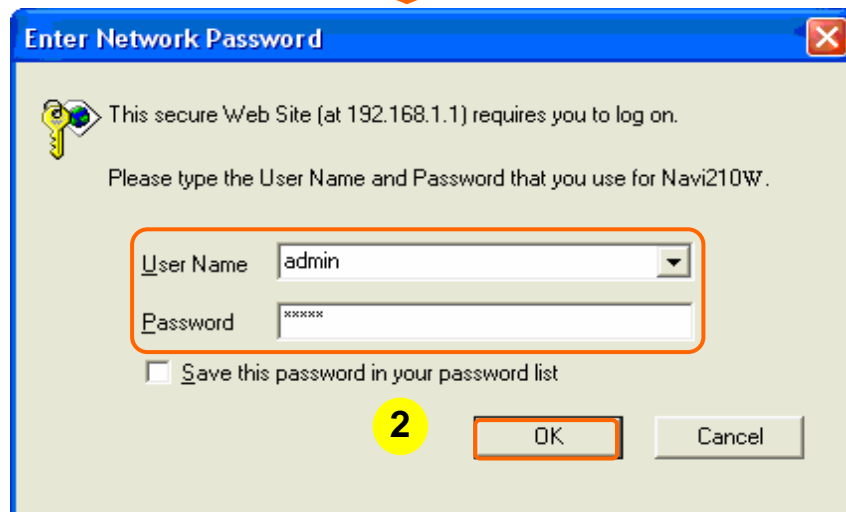 Enter Network Password
This secure Web Site (at 192.168.1.1) requires you to log on.
Please type the User Name and Password that you use for Navi210W.
User Name admin
Password *****
Save this password in your password list
2 OK Cancel